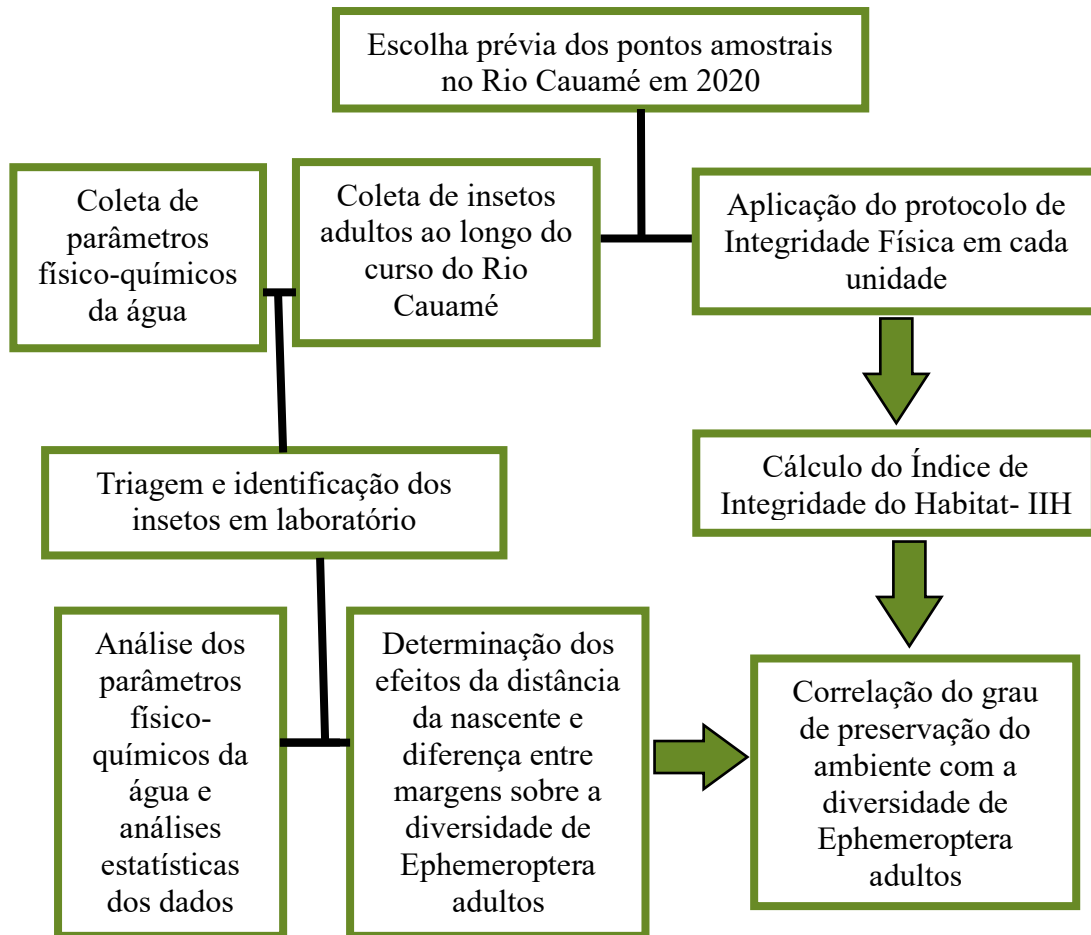 Escolha prévia dos pontos amostrais
no Rio Cauamé em 2020
Coleta de
parâmetros
físico-químicos
da água
Coleta de insetos
adultos ao longo do
curso do Rio
Cauamé
Aplicação do protocolo de
Integridade Física em cada
unidade
Triagem e identificação dos
insetos em laboratório
Cálculo do Índice de
Integridade do Habitat- IIH
Análise dos
parâmetros
físico-
químicos da
água e
análises
estatísticas
dos dados
Determinação dos
efeitos da distância
da nascente e
diferença entre
margens sobre a
diversidade de
Ephemeroptera
adultos
Correlação do grau
de preservação do
ambiente com a
diversidade de
Ephemeroptera
adultos